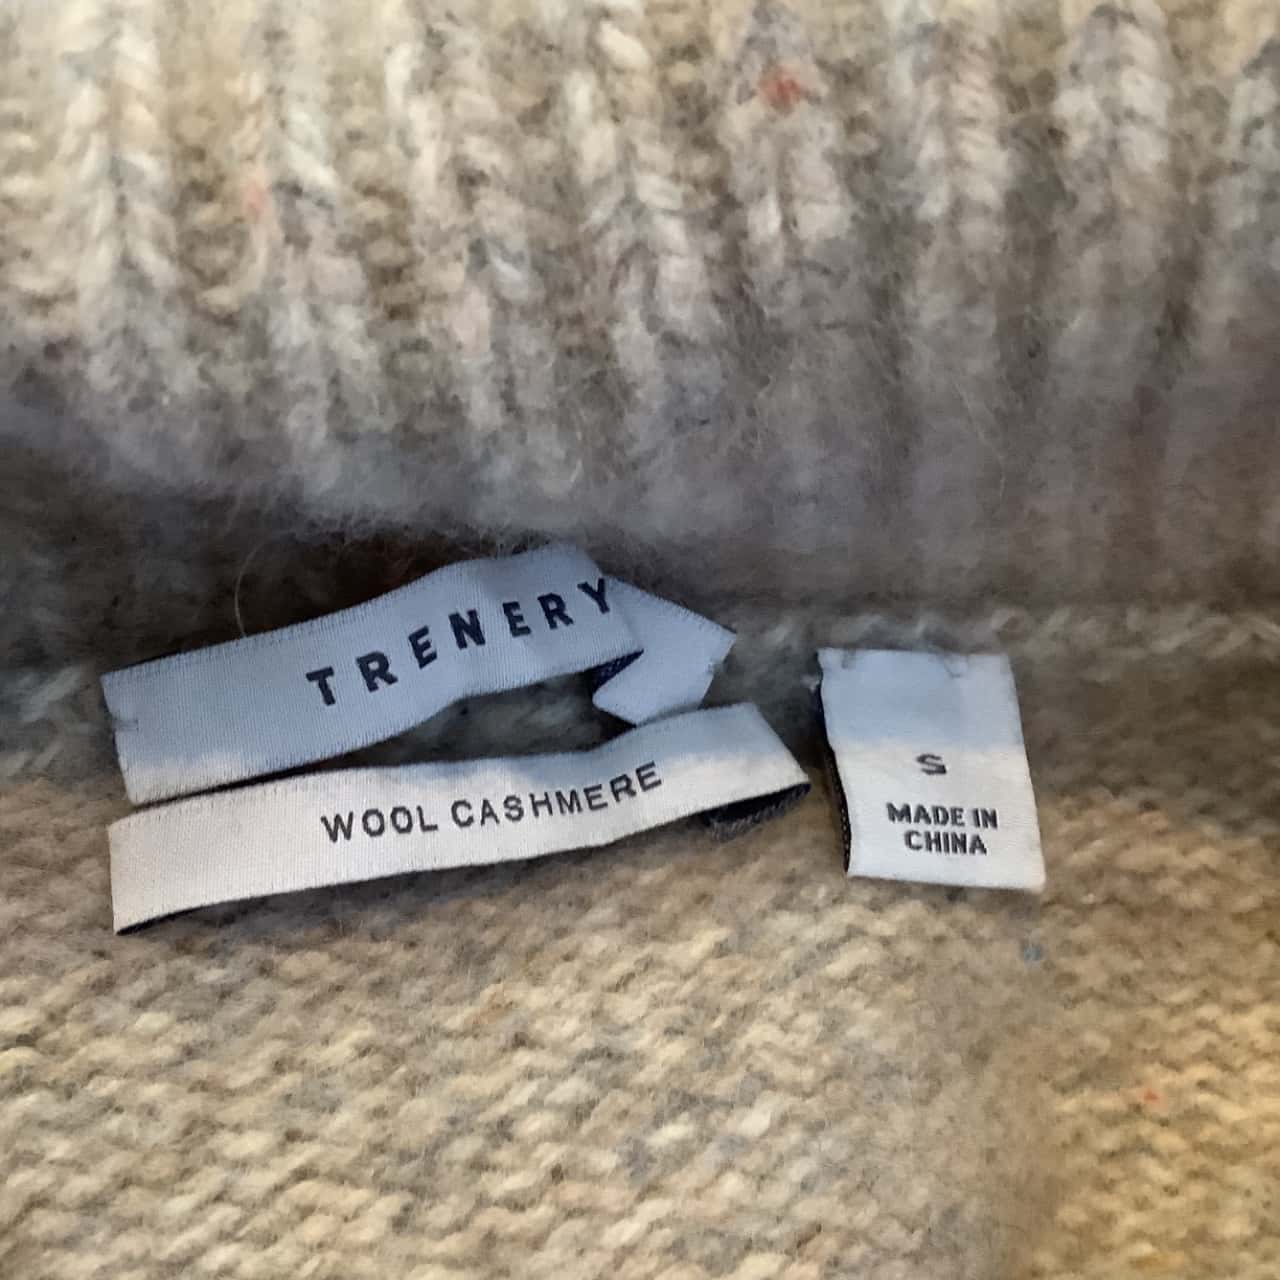 TRENERY
WOOL CASHMERE
S
MADE IN
CHINA